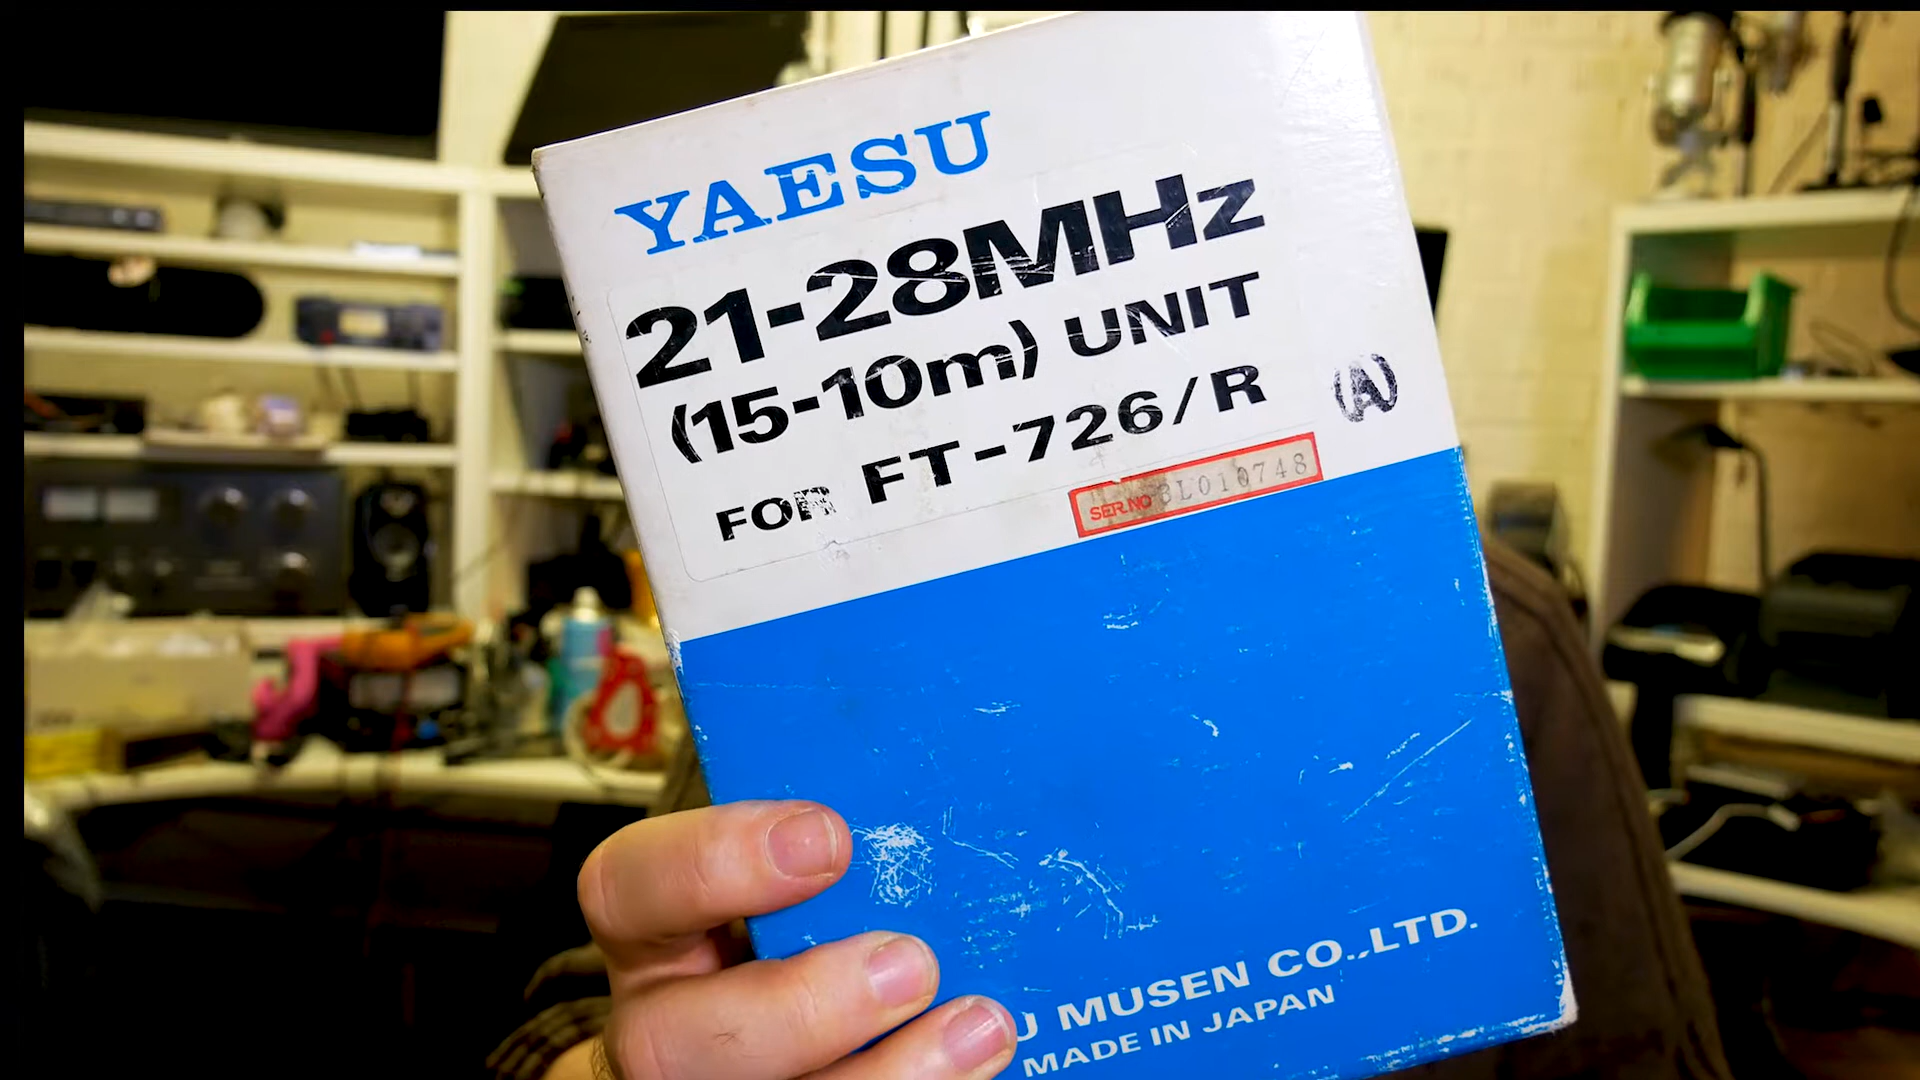 YAESU
21-28MHz
(15-10m) UNIT
FOR FT-726/R
(A)
SER.NO 3L010748
U MUSEN CO.,LTD.
MADE IN JAPAN